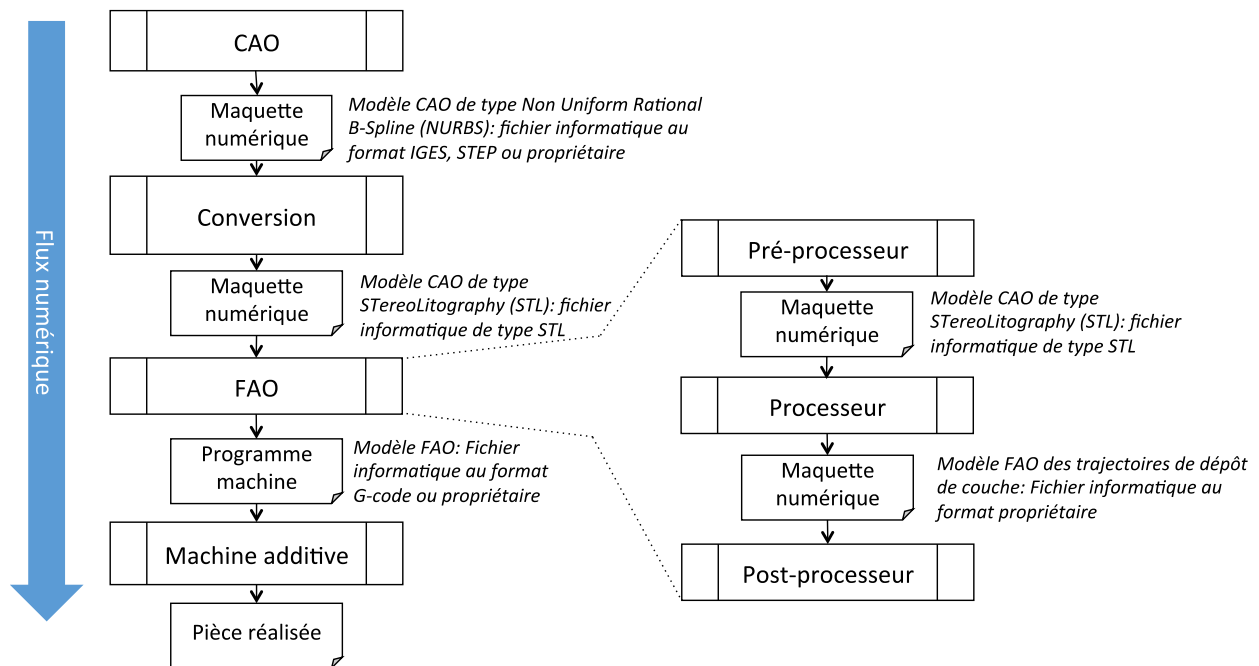 Flux numérique
CAO
Maquette
numérique
Modèle CAO de type Non Uniform Rational
B-Spline (NURBS): fichier informatique au
format IGES, STEP ou propriétaire
Conversion
Maquette
numérique
Modèle CAO de type
STereoLitography (STL): fichier
informatique de type STL
FAO
Programme
machine
Modèle FAO: Fichier
informatique au format
G-code ou propriétaire
Machine additive
Pièce réalisée
Pré-processeur
Maquette
numérique
Modèle CAO de type
STereoLitography (STL): fichier
informatique de type STL
Processeur
Maquette
numérique
Modèle FAO des trajectoires de dépôt
de couche: Fichier informatique au
format propriétaire
Post-processeur